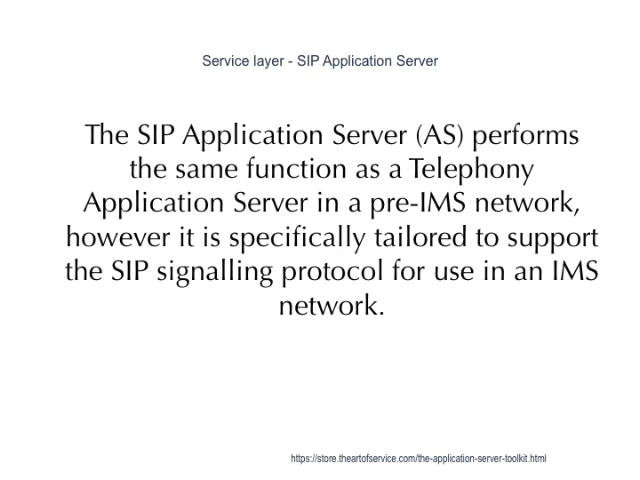 Service layer - SIP Application Server
The SIP Application Server (AS) performs
the same function as a Telephony
Application Server in a pre-IMS network,
however it is specifically tailored to support
the SIP signalling protocol for use in an IMS
network.
https://store.theartofservice.com/the-application-server-toolkit.html